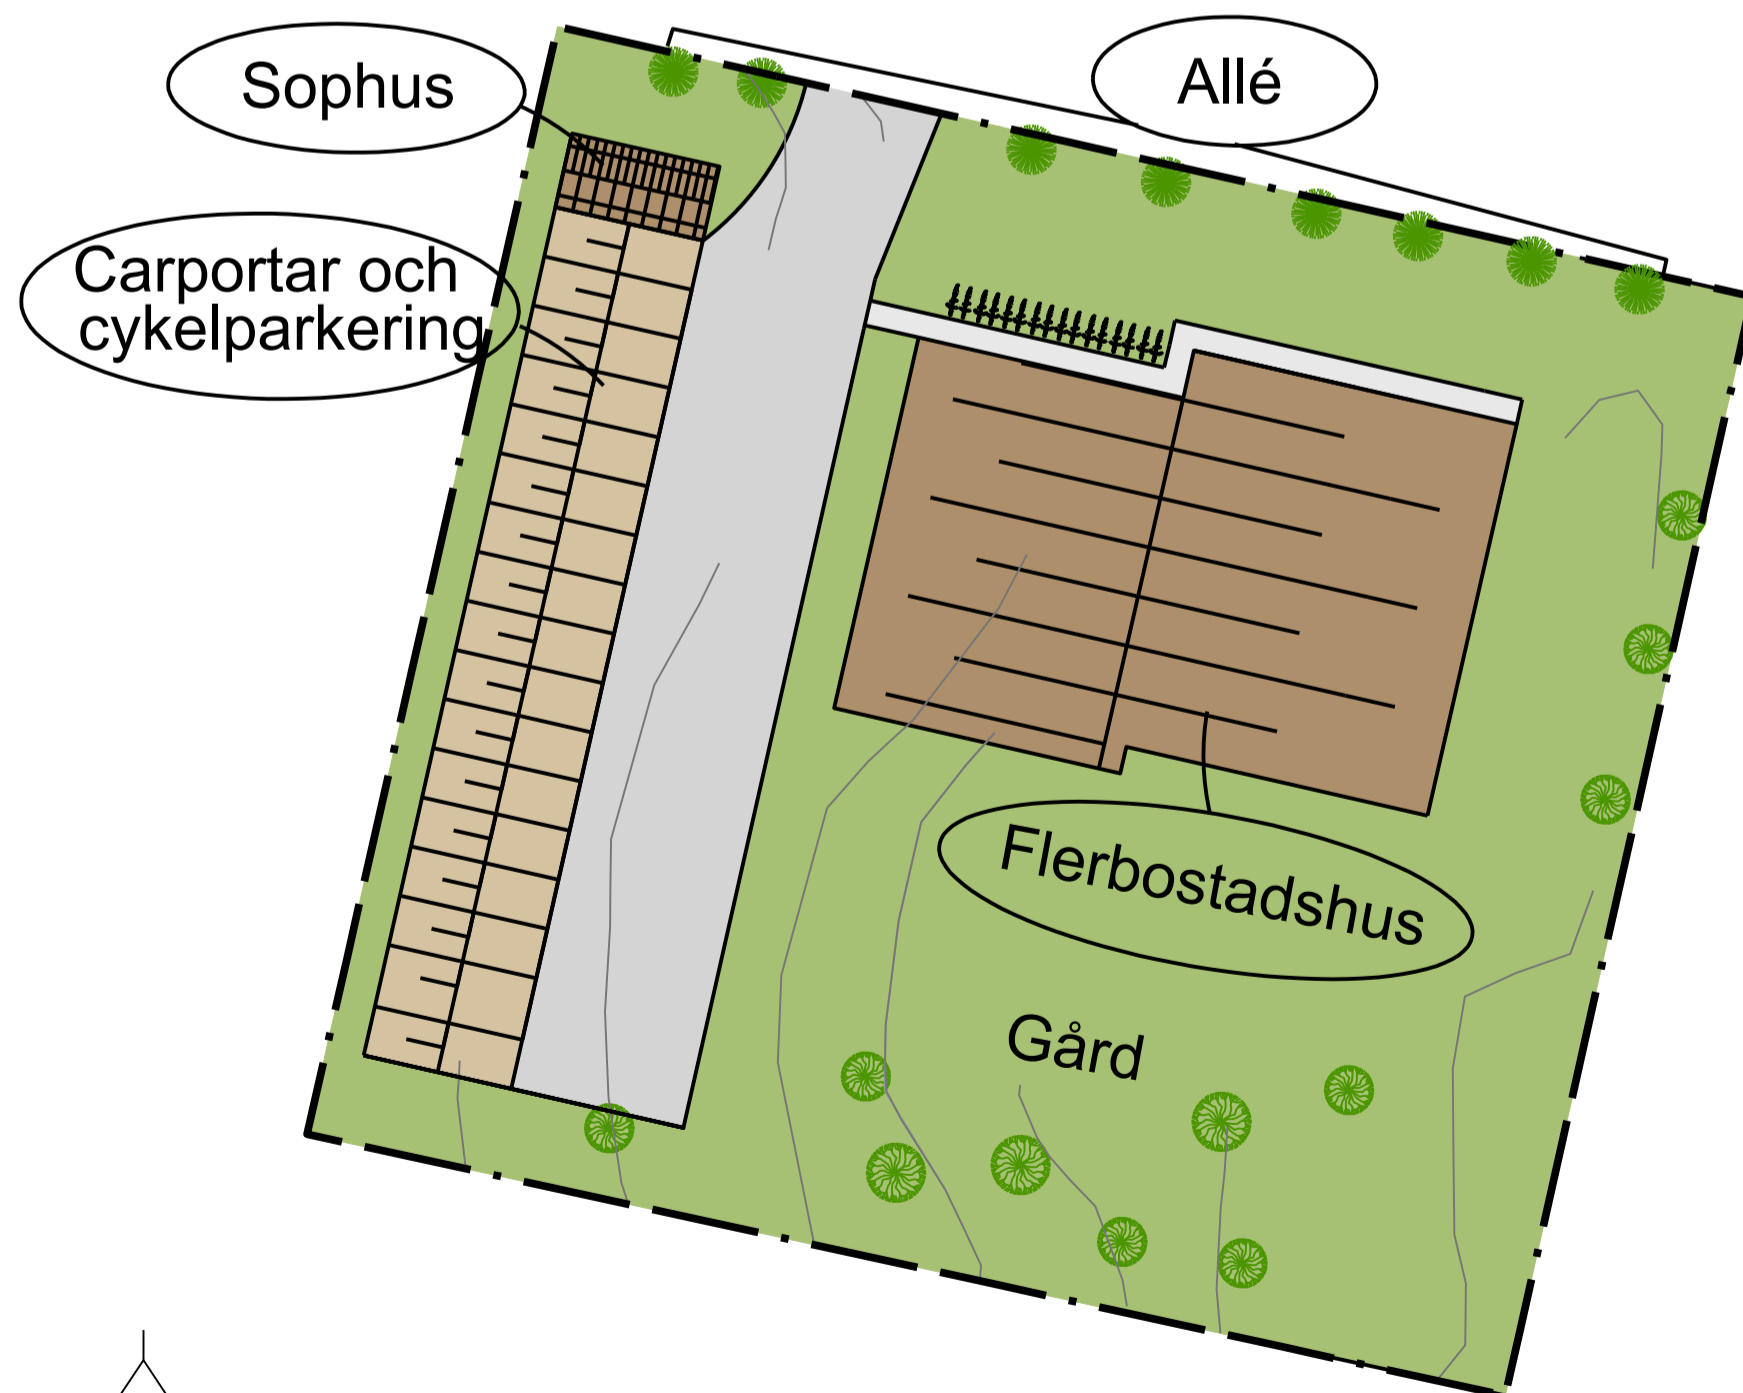 Sophus
Allé
Carportar och
cykelparkering
Flerbostadshus
Gård